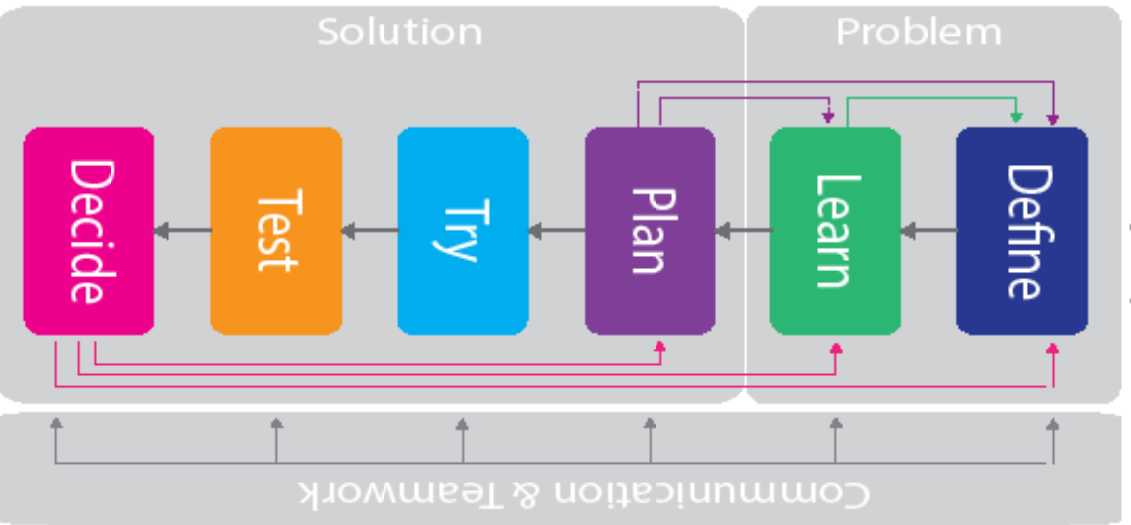 Solution
Problem
Decide
Test
Try
Plan
Learn
Define
Communication & Teamwork